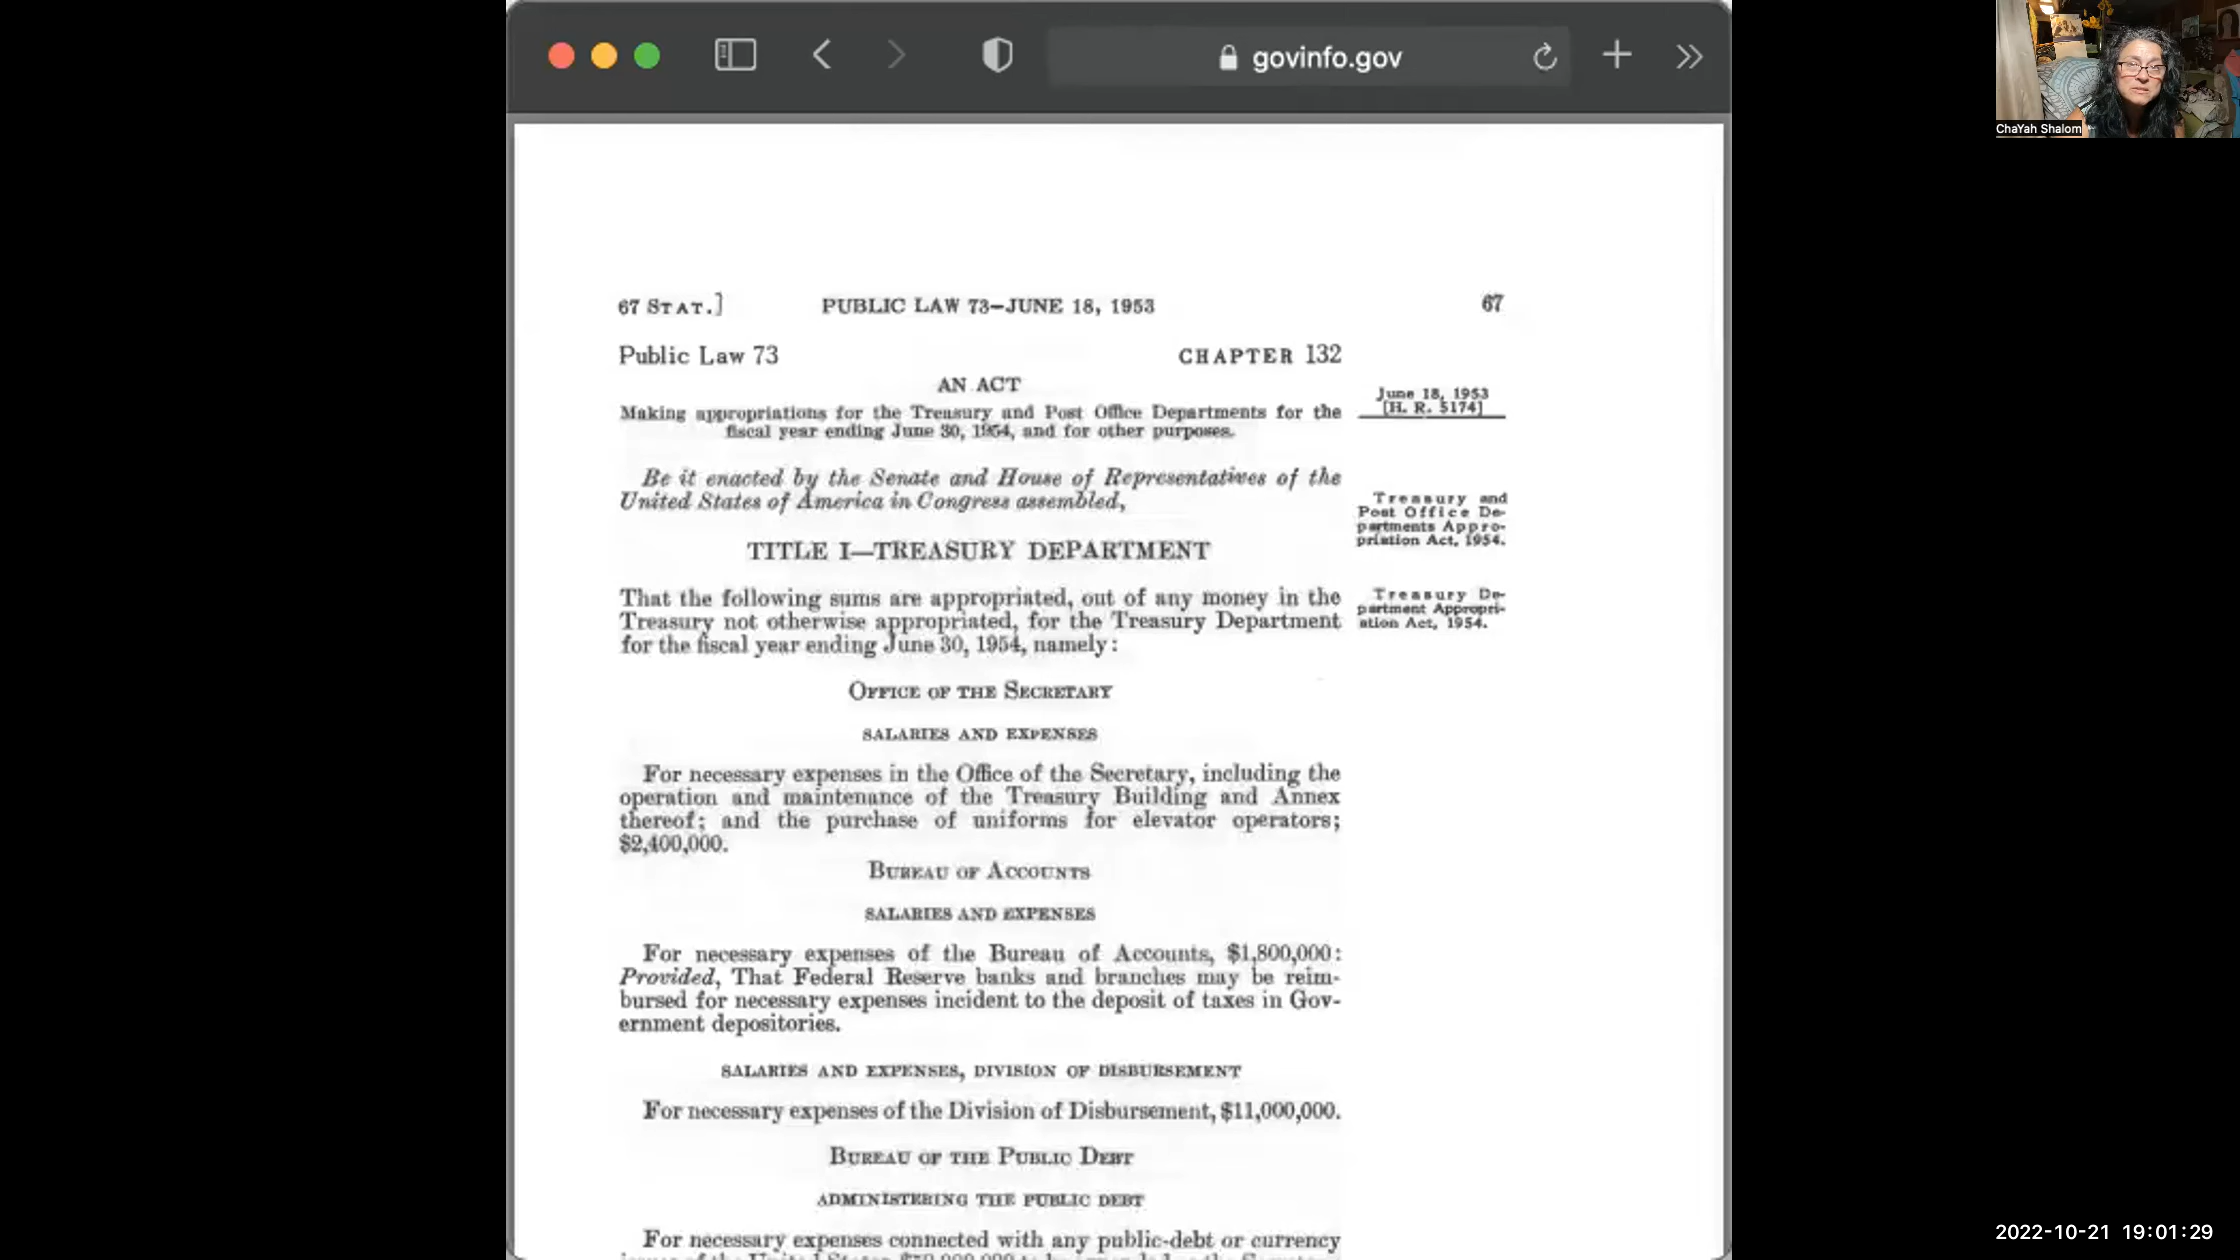 govinfo.gov
ChaYah Shalom
67 STAT.] PUBLIC LAW 73—JUNE 18, 1953 67
Public Law 73 CHAPTER 132
AN ACT
Making appropriations for the Treasury and Post Office Departments for the
fiscal year ending June 30, 1954, and for other purposes.
June 18, 1953
[H. R. 5174]
Be it enacted by the Senate and House of Representatives of the
United States of America in Congress assembled,
Treasury and
Post Office De-
partments Appro-
priation Act, 1954.
TITLE I—TREASURY DEPARTMENT
That the following sums are appropriated, out of any money in the
Treasury not otherwise appropriated, for the Treasury Department
for the fiscal year ending June 30, 1954, namely:
Treasury De-
partment Appropri-
ation Act, 1954.
OFFICE OF THE SECRETARY
SALARIES AND EXPENSES
For necessary expenses in the Office of the Secretary, including the
operation and maintenance of the Treasury Building and Annex
thereof; and the purchase of uniforms for elevator operators;
$2,400,000.
BUREAU OF ACCOUNTS
SALARIES AND EXPENSES
For necessary expenses of the Bureau of Accounts, $1,800,000:
Provided, That Federal Reserve banks and branches may be reim-
bursed for necessary expenses incident to the deposit of taxes in Gov-
ernment depositories.
SALARIES AND EXPENSES, DIVISION OF DISBURSEMENT
For necessary expenses of the Division of Disbursement, $11,000,000.
BUREAU OF THE PUBLIC DEBT
ADMINISTERING THE PUBLIC DEBT
For necessary expenses connected with any public-debt or currency
2022-10-21 19:01:29